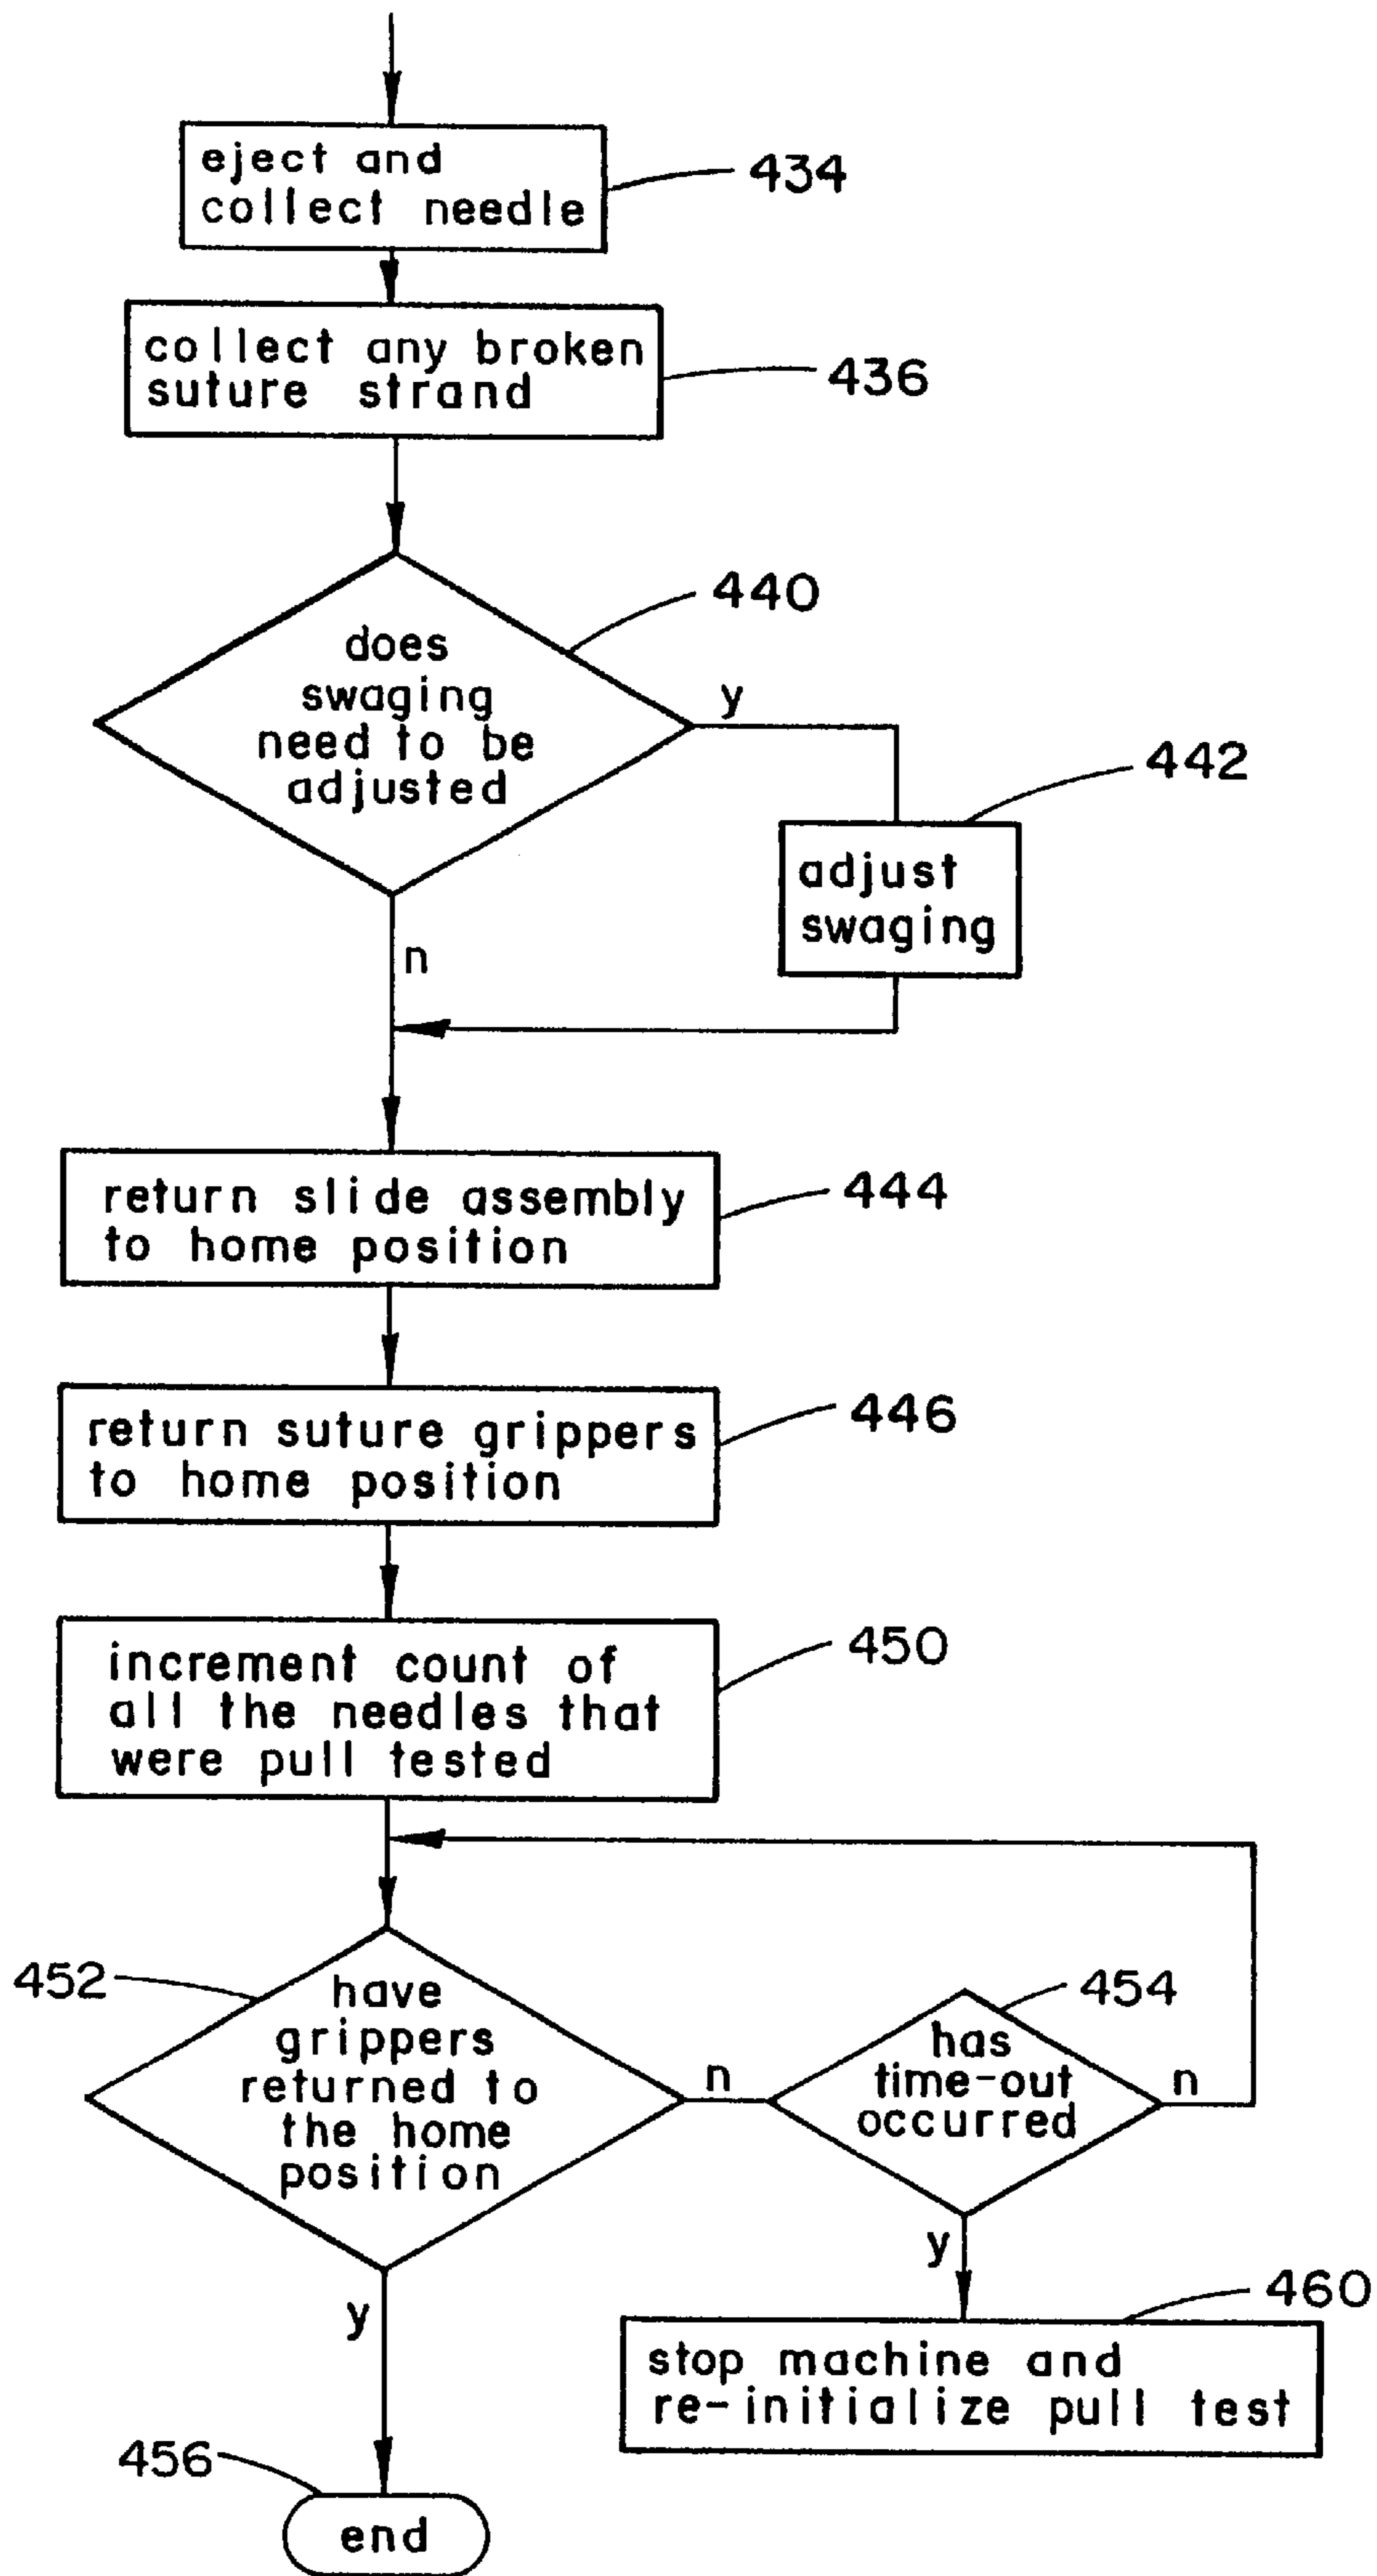 eject and
collect needle
434
collect any broken
suture strand
436
440
does
swaging
need to be
adjusted
y
442
adjust
swaging
n
return slide assembly
to home position
444
return suture grippers
to home position
446
increment count of
all the needles that
were pull tested
450
452
have
grippers
returned to
the home
position
n
454
has
time-out
occurred
n
y
y
460
stop machine and
re-initialize pull test
456
end